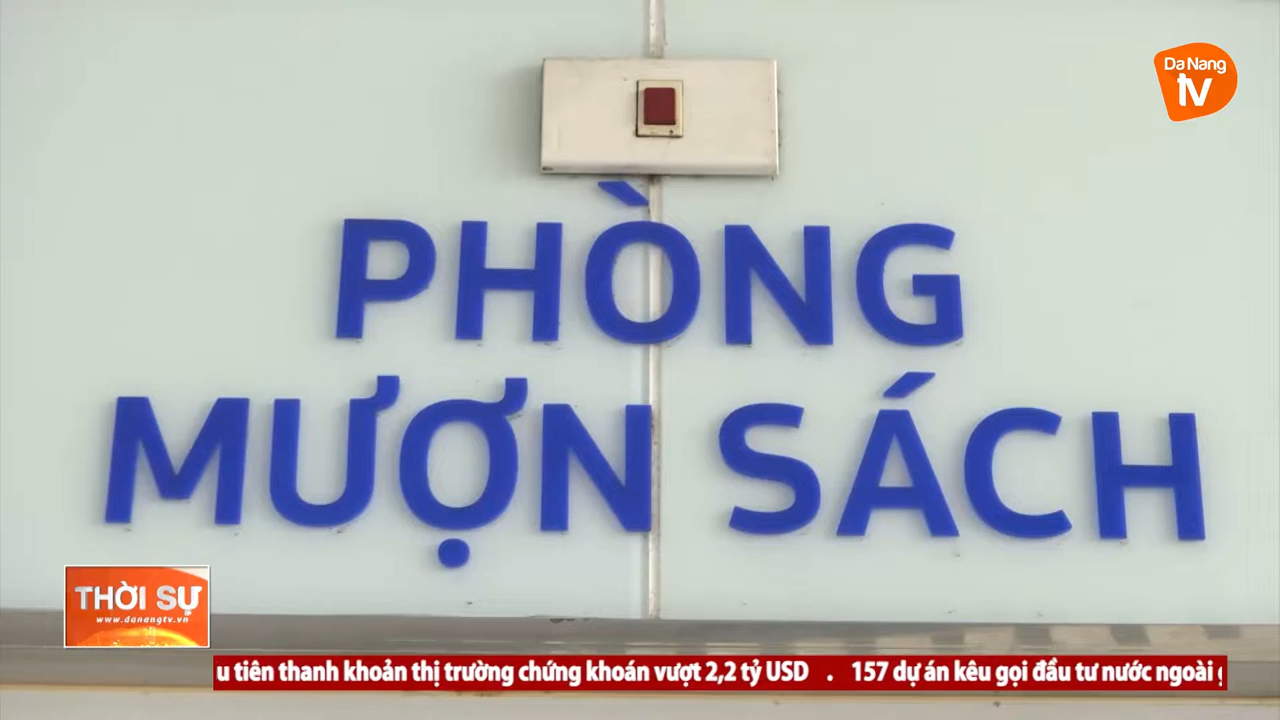 Da Nang
tv
PHÒNG
MƯỢN SÁCH
THỜI SỰ
www.danangtv.vn
tiên thanh khoản thị trường chứng khoán vượt 2,2 tỷ USD . 157 dự án kêu gọi đầu tư nước ngoài